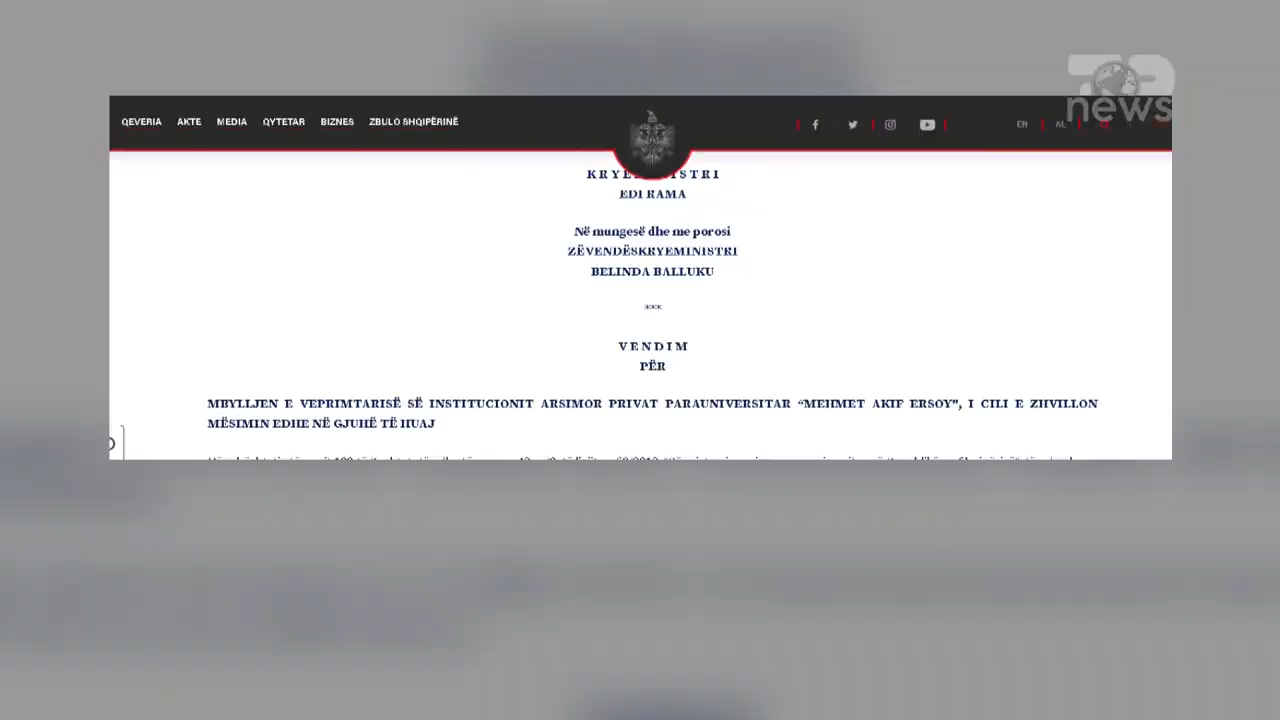 news
QEVERIA AKTE MEDIA QYTETAR BIZNES ZBULO SHQIPËRINË
EN AL
EDI RAMA
Në mungesë dhe me porosi
ZËVENDËSKRYEMINISTRI
BELINDA BALLUKU
***
VENDIM
PËR
MBYLLJEN E VEPRIMTARISË SË INSTITUCIONIT ARSIMOR PRIVAT PARAUNIVERSITAR “MEHMET AKIF ERSOY”, I CILI E ZHVILLON
MËSIMIN EDHE NË GJUHË TË HUAJ